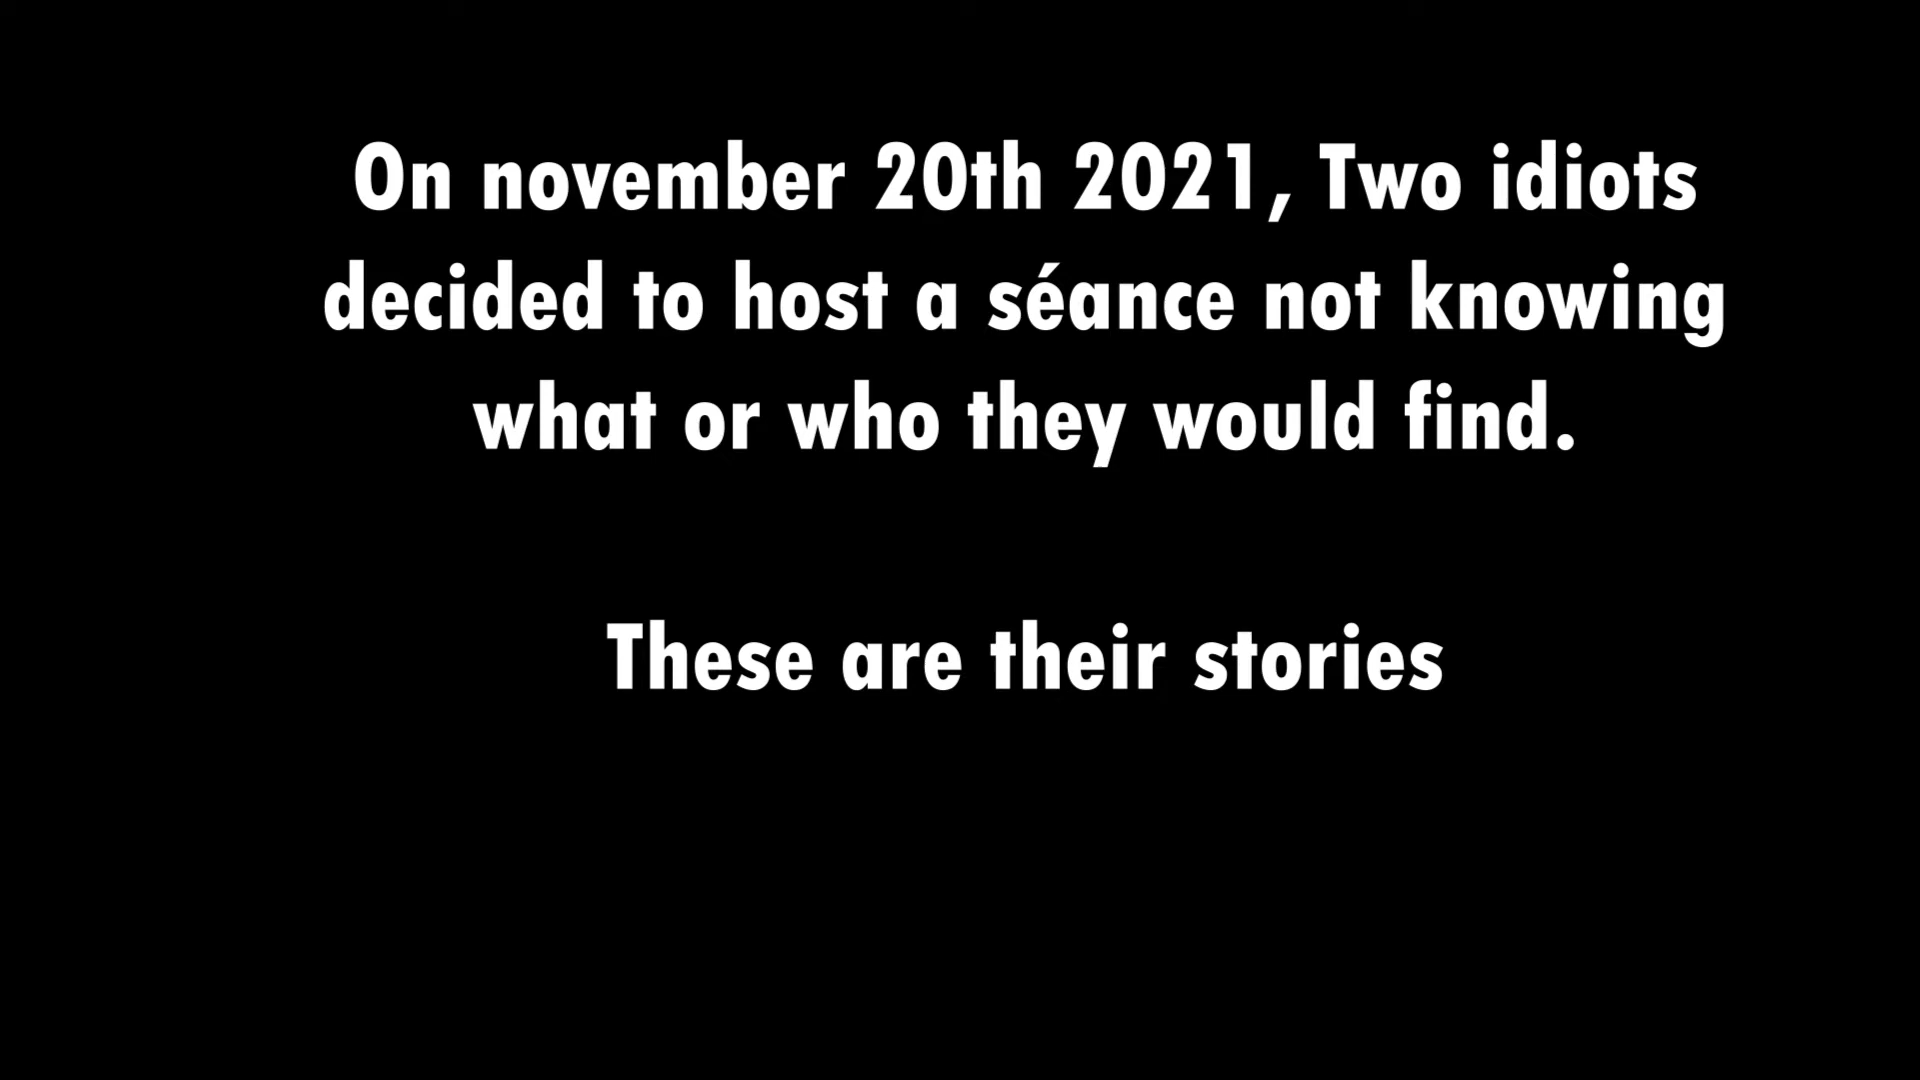 On november 20th 2021, Two idiots
decided to host a séance not knowing
what or who they would find.
These are their stories